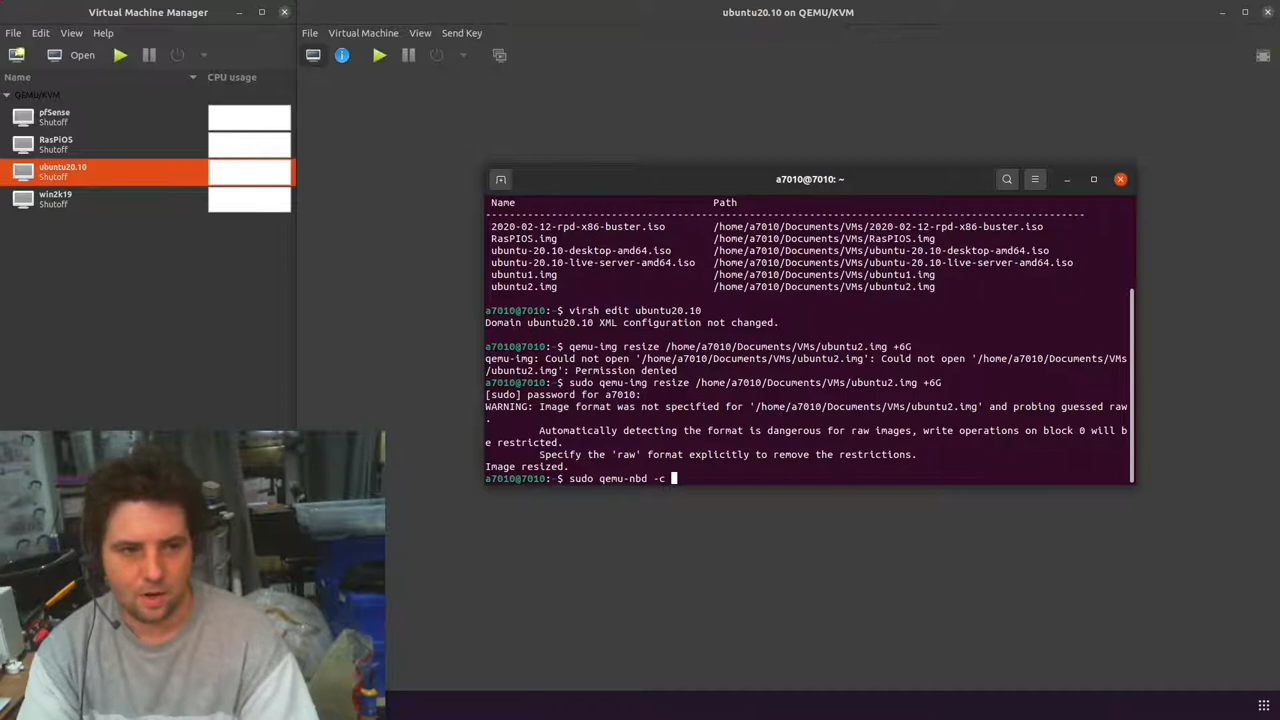 Virtual Machine Manager
ubuntu20.10 on QEMU/KVM
File Edit View Help
File Virtual Machine View Send Key
Open
Name CPU usage
QEMU/KVM
pfSense
Shutoff
RasPiOS
Shutoff
ubuntu20.10
Shutoff
win2k19
Shutoff
a7010@7010: ~
Name Path
--------------------------------------------------------------------------------------------
2020-02-12-rpd-x86-buster.iso /home/a7010/Documents/VMs/2020-02-12-rpd-x86-buster.iso
RasPIOS.img /home/a7010/Documents/VMs/RasPIOS.img
ubuntu-20.10-desktop-amd64.iso /home/a7010/Documents/VMs/ubuntu-20.10-desktop-amd64.iso
ubuntu-20.10-live-server-amd64.iso /home/a7010/Documents/VMs/ubuntu-20.10-live-server-amd64.iso
ubuntu1.img /home/a7010/Documents/VMs/ubuntu1.img
ubuntu2.img /home/a7010/Documents/VMs/ubuntu2.img
a7010@7010:~$ virsh edit ubuntu20.10
Domain ubuntu20.10 XML configuration not changed.
a7010@7010:~$ qemu-img resize /home/a7010/Documents/VMs/ubuntu2.img +6G
qemu-img: Could not open '/home/a7010/Documents/VMs/ubuntu2.img': Could not open '/home/a7010/Documents/VMs
/ubuntu2.img': Permission denied
a7010@7010:~$ sudo qemu-img resize /home/a7010/Documents/VMs/ubuntu2.img +6G
[sudo] password for a7010:
WARNING: Image format was not specified for '/home/a7010/Documents/VMs/ubuntu2.img' and probing guessed raw
.
Automatically detecting the format is dangerous for raw images, write operations on block 0 will b
e restricted.
Specify the 'raw' format explicitly to remove the restrictions.
Image resized.
a7010@7010:~$ sudo qemu-nbd -c